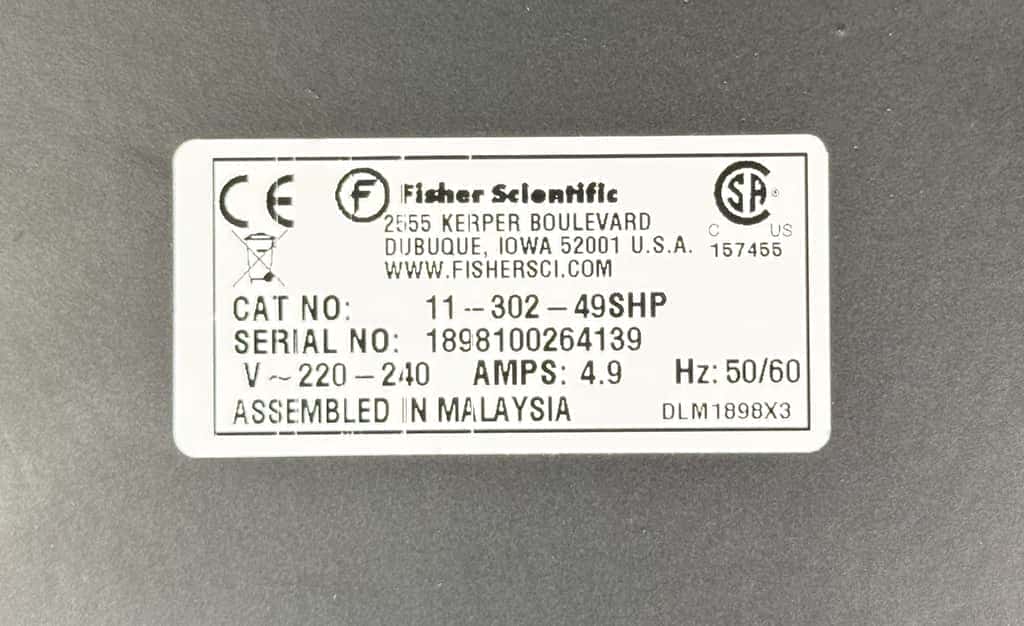 CE F Fisher Scientific SA ®
2555 KERPER BOULEVARD
C US
DUBUQUE, IOWA 52001 U.S.A. 157455
WWW.FISHERSCI.COM
CAT NO: 11-302-49SHP
SERIAL NO: 1898100264139
V~220-240 AMPS: 4.9 Hz: 50/60
ASSEMBLED IN MALAYSIA DLM1898X3